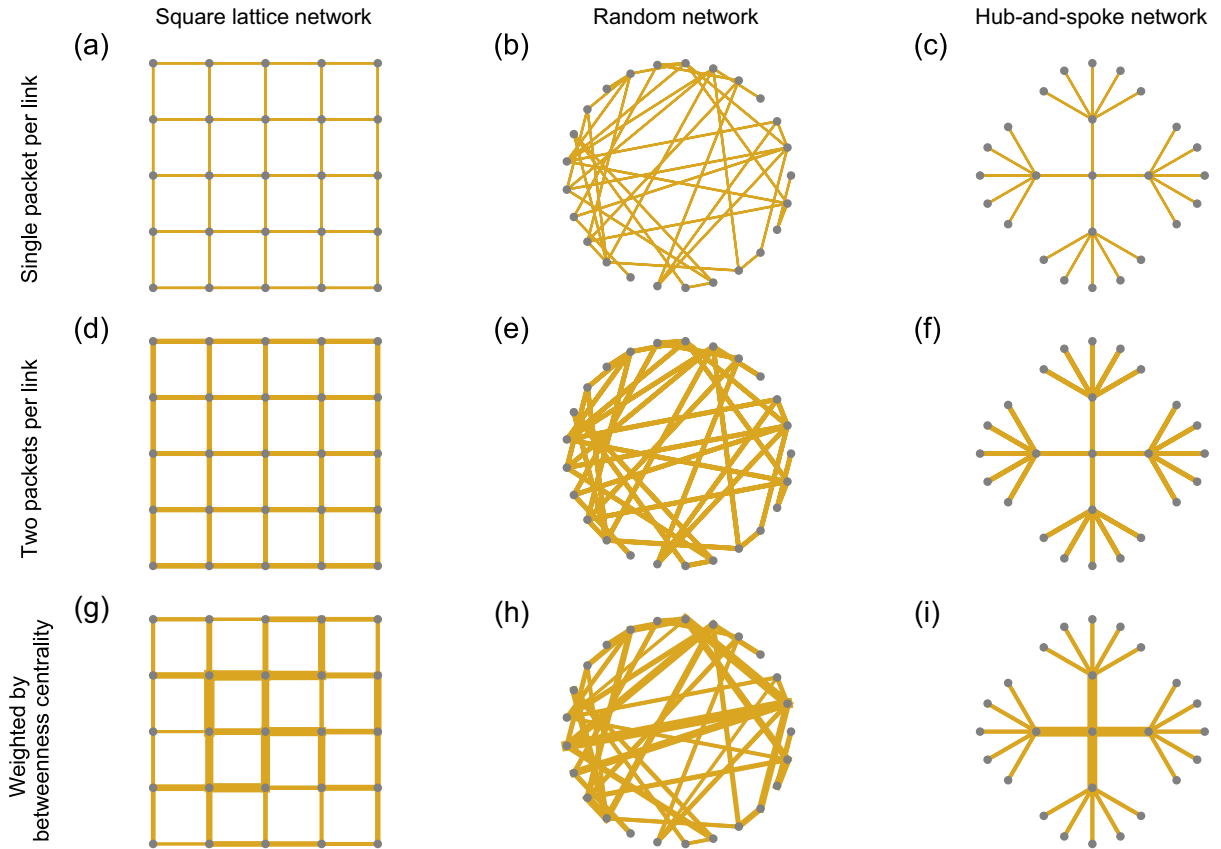 Square lattice network
Random network
Hub-and-spoke network
(a)
(b)
(c)
Single packet per link
(d)
(e)
(f)
Two packets per link
(g)
(h)
(i)
Weighted by
betweenness centrality